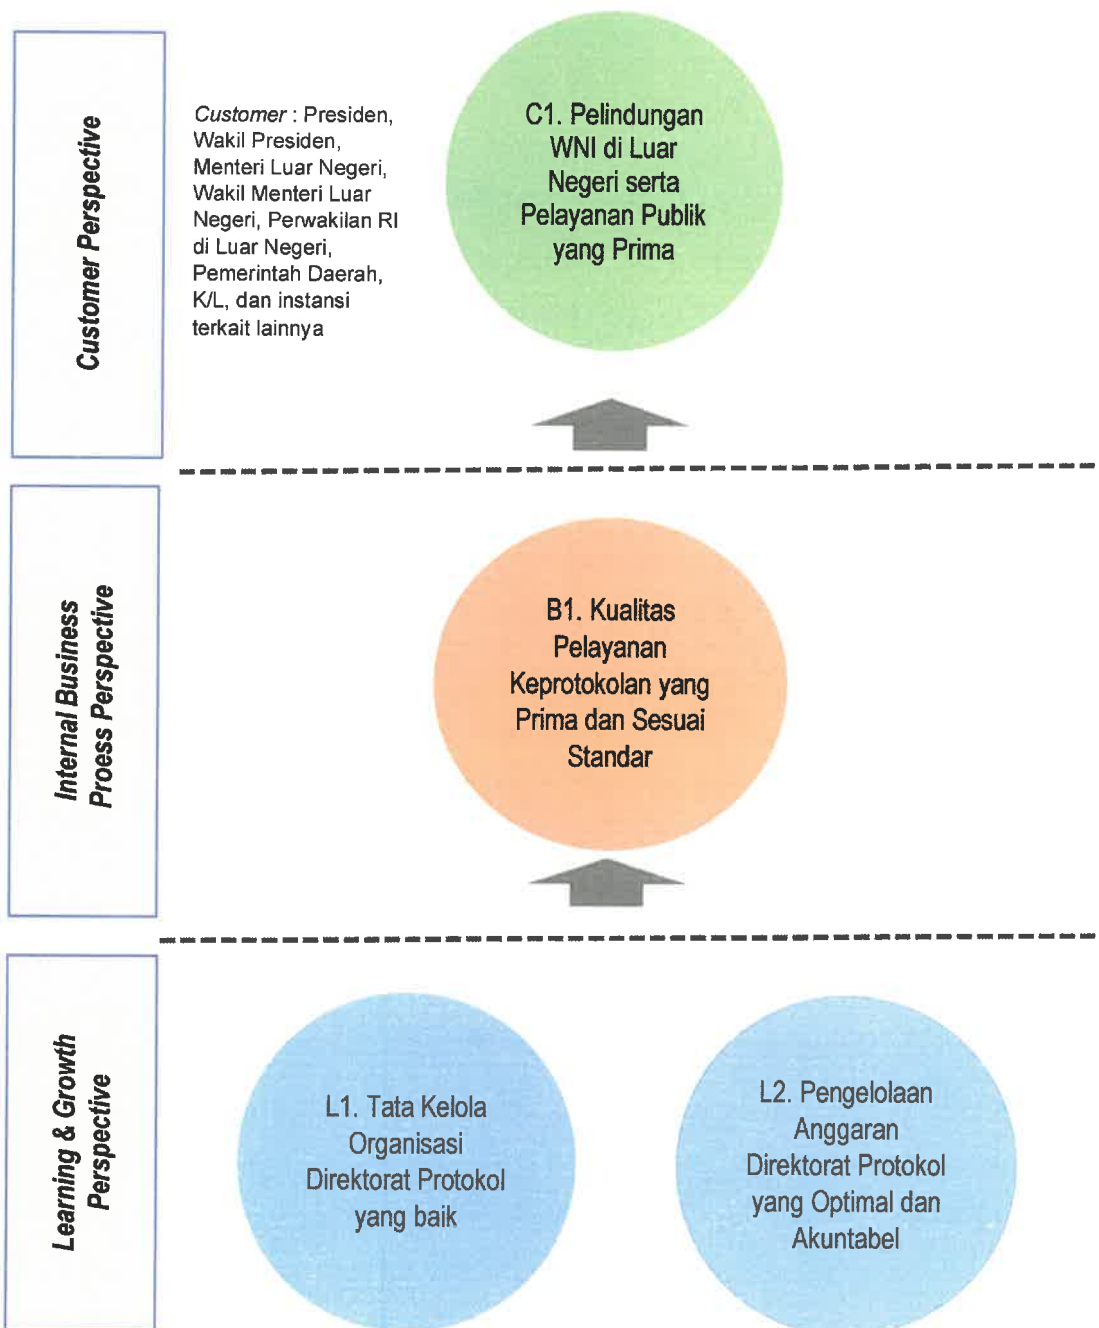 Customer Perspective
Customer : Presiden,
Wakil Presiden,
Menteri Luar Negeri,
Wakil Menteri Luar
Negeri, Perwakilan RI
di Luar Negeri,
Pemerintah Daerah,
K/L, dan instansi
terkait lainnya
C1. Pelindungan
WNI di Luar
Negeri serta
Pelayanan Publik
yang Prima
Internal Business
Proess Perspective
B1. Kualitas
Pelayanan
Keprotokolan yang
Prima dan Sesuai
Standar
Learning & Growth
Perspective
L1. Tata Kelola
Organisasi
Direktorat Protokol
yang baik
L2. Pengelolaan
Anggaran
Direktorat Protokol
yang Optimal dan
Akuntabel